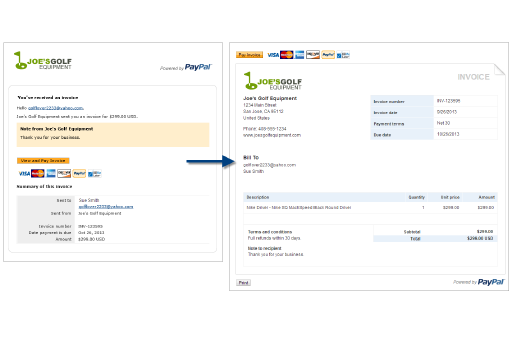 JOE'SGOLF
EQUIPMENT
Powered by PayPal
You've received an invoice
Hello golflover2233@yahoo.com,
Joe's Golf Equipment sent you an invoice for $299.00 USD.
Note from Joe's Golf Equipment
Thank you for your business.
View and Pay Invoice
VISA
PayPal
Summary of this invoice
Sent to Sue Smith
golflover2233@yahoo.com
Sent from Joe's Golf Equipment
Invoice number
Date payment is due Oct 26, 2013
Amount $299.00 USD
Pay Invoice VISA PayPal
INVOICE
JOE'SGOLF
EQUIPMENT
Joe's Golf Equipment
1234 Main Street
San Jose, CA 95112
United States
Phone: 408-555-1234
www.joesgolfequipment.com
Invoice number
Invoice date 9/26/2013
Payment terms Net 30
Due date 10/26/2013
Bill To
golflover2233@yahoo.com
Sue Smith
Description Quantity Unit price Amount
Nike Driver - Nike SQ MachSpeed Black Round Driver 1 $299.00 $299.00
Terms and conditions
Full refunds within 30 days.
Subtotal $299.00
Total $299.00 USD
Note to recipient
Thank you for your business
Print
Powered by PayPal